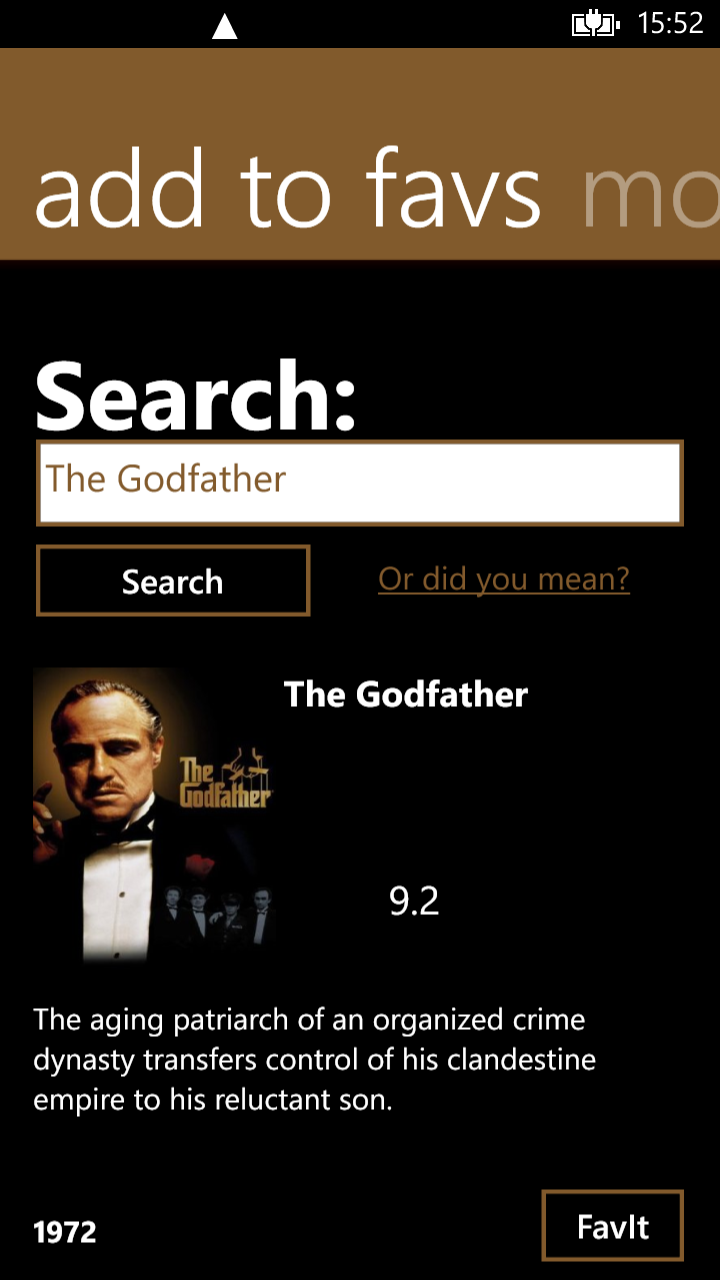 15:52
add to favs mo
Search:
The Godfather
Search
Or did you mean?
The Godfather
The
Godfather
9.2
The aging patriarch of an organized crime
dynasty transfers control of his clandestine
empire to his reluctant son.
1972
FavIt